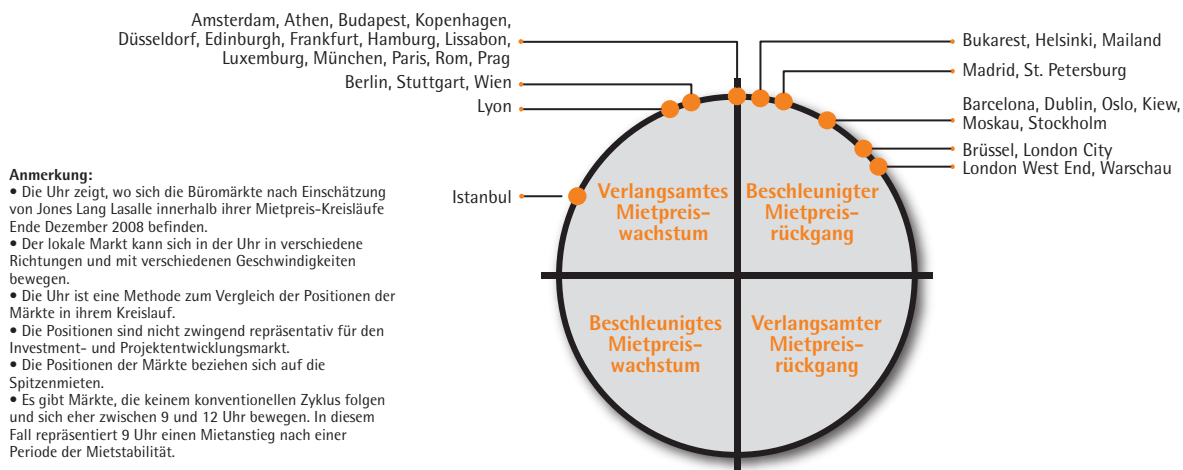 Amsterdam, Athen, Budapest, Kopenhagen,
Düsseldorf, Edinburgh, Frankfurt, Hamburg, Lissabon,
Luxemburg, München, Paris, Rom, Prag
Berlin, Stuttgart, Wien
Lyon
Istanbul
Bukarest, Helsinki, Mailand
Madrid, St. Petersburg
Barcelona, Dublin, Oslo, Kiew,
Moskau, Stockholm
Brüssel, London City
London West End, Warschau
Verlangsamtes
Mietpreis-
wachstum
Beschleunigter
Mietpreis-
rückgang
Beschleunigtes
Mietpreis-
wachstum
Verlangsamter
Mietpreis-
rückgang
Anmerkung:
• Die Uhr zeigt, wo sich die Büromärkte nach Einschätzung
von Jones Lang Lasalle innerhalb ihrer Mietpreis-Kreisläufe
Ende Dezember 2008 befinden.
• Der lokale Markt kann sich in der Uhr in verschiedene
Richtungen und mit verschiedenen Geschwindigkeiten
bewegen.
• Die Uhr ist eine Methode zum Vergleich der Positionen der
Märkte in ihrem Kreislauf.
• Die Positionen sind nicht zwingend repräsentativ für den
Investment- und Projektentwicklungsmarkt.
• Die Positionen der Märkte beziehen sich auf die
Spitzenmieten.
• Es gibt Märkte, die keinem konventionellen Zyklus folgen
und sich eher zwischen 9 und 12 Uhr bewegen. In diesem
Fall repräsentiert 9 Uhr einen Mietanstieg nach einer
Periode der Mietstabilität.